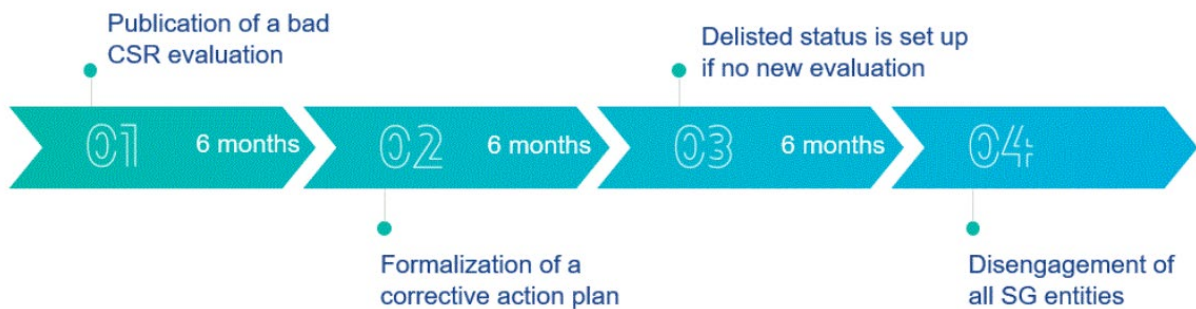 Publication of a bad
CSR evaluation
Delisted status is set up
if no new evaluation
01 6 months 02 6 months 03 6 months 04
Formalization of a
corrective action plan
Disengagement of
all SG entities